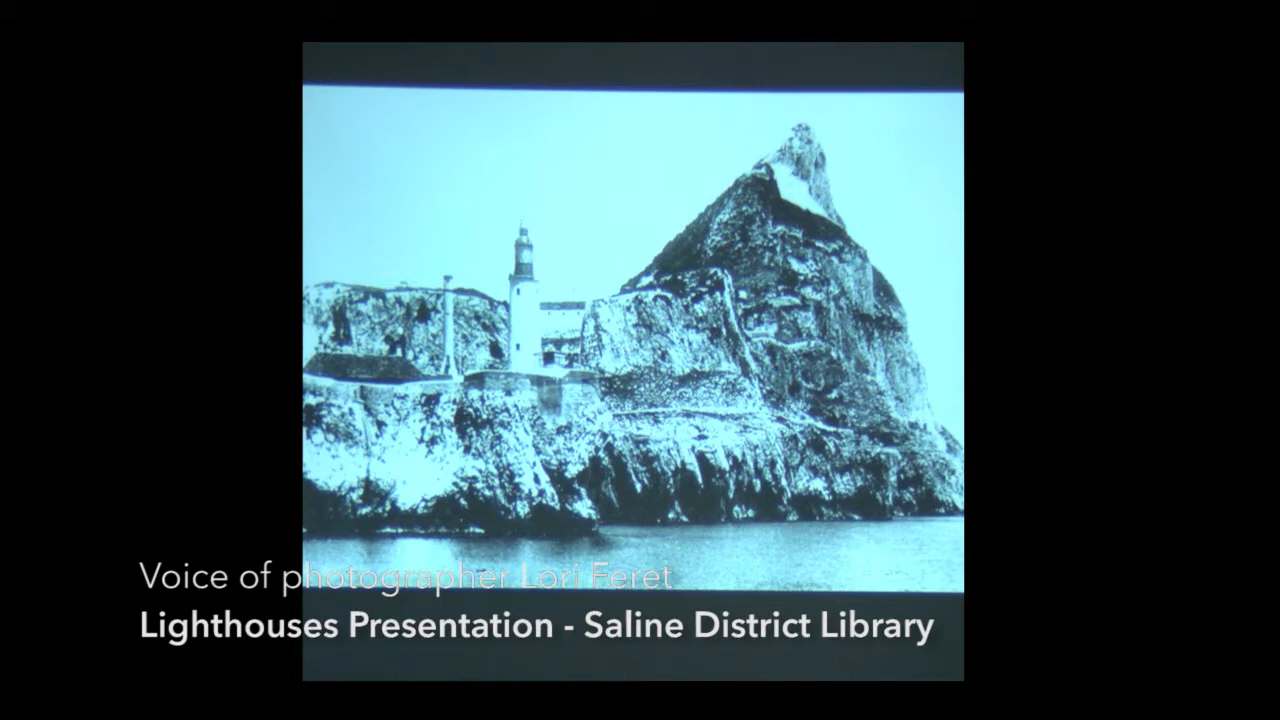 Voice of photographer Lori Feret
Lighthouses Presentation - Saline District Library